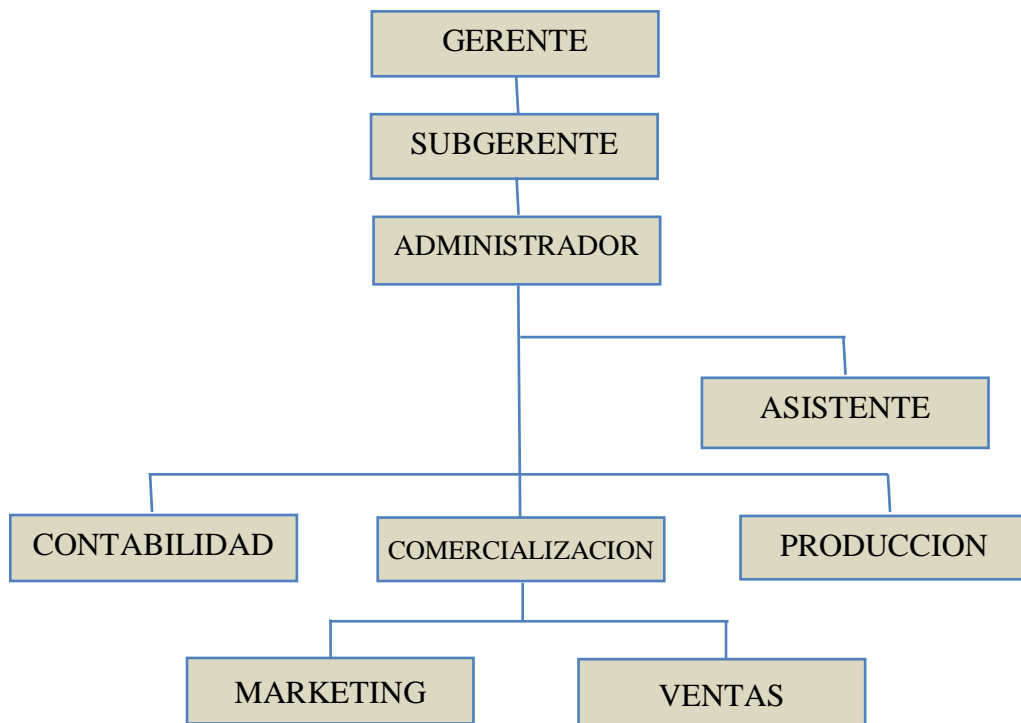 GERENTE
SUBGERENTE
ADMINISTRADOR
ASISTENTE
CONTABILIDAD
COMERCIALIZACION
PRODUCCION
MARKETING
VENTAS